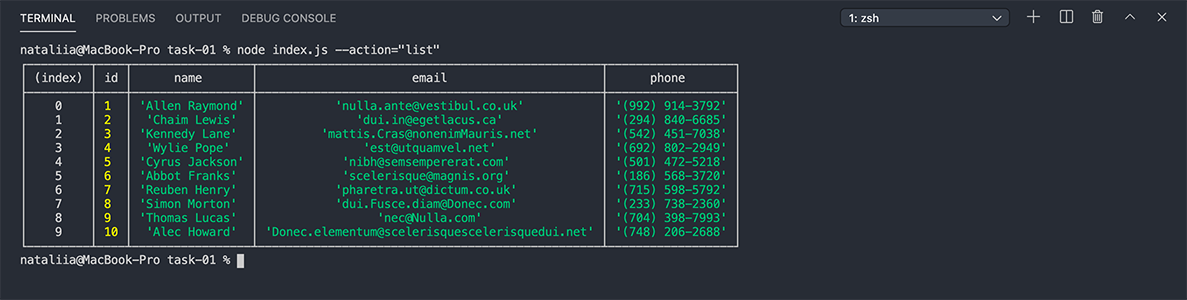 TERMINAL PROBLEMS OUTPUT DEBUG CONSOLE 1: zsh
nataliia@MacBook-Pro task-01 % node index.js --action="list"
(index) id name email phone
0 1 'Allen Raymond' 'nulla.ante@vestibul.co.uk' '(992) 914-3792'
1 2 'Chaim Lewis' 'dui.in@egetlacus.ca' '(294) 840-6685'
2 3 'Kennedy Lane' 'mattis.Cras@nonenimMauris.net' '(542) 451-7038'
3 4 'Wylie Pope' 'est@utquamvel.net' '(692) 802-2949'
4 5 'Cyrus Jackson' 'nibh@semsempererat.com' '(501) 472-5218'
5 6 'Abbot Franks' 'scelerisque@magnis.org' '(186) 568-3720'
6 7 'Reuben Henry' 'pharetra.ut@dictum.co.uk' '(715) 598-5792'
7 8 'Simon Morton' 'dui.Fusce.diam@Donec.com' '(233) 738-2360'
8 9 'Thomas Lucas' 'nec@Nulla.com' '(704) 398-7993'
9 10 'Alec Howard' 'Donec.elementum@scelerisquescelerisquedui.net' '(748) 206-2688'
nataliia@MacBook-Pro task-01 %